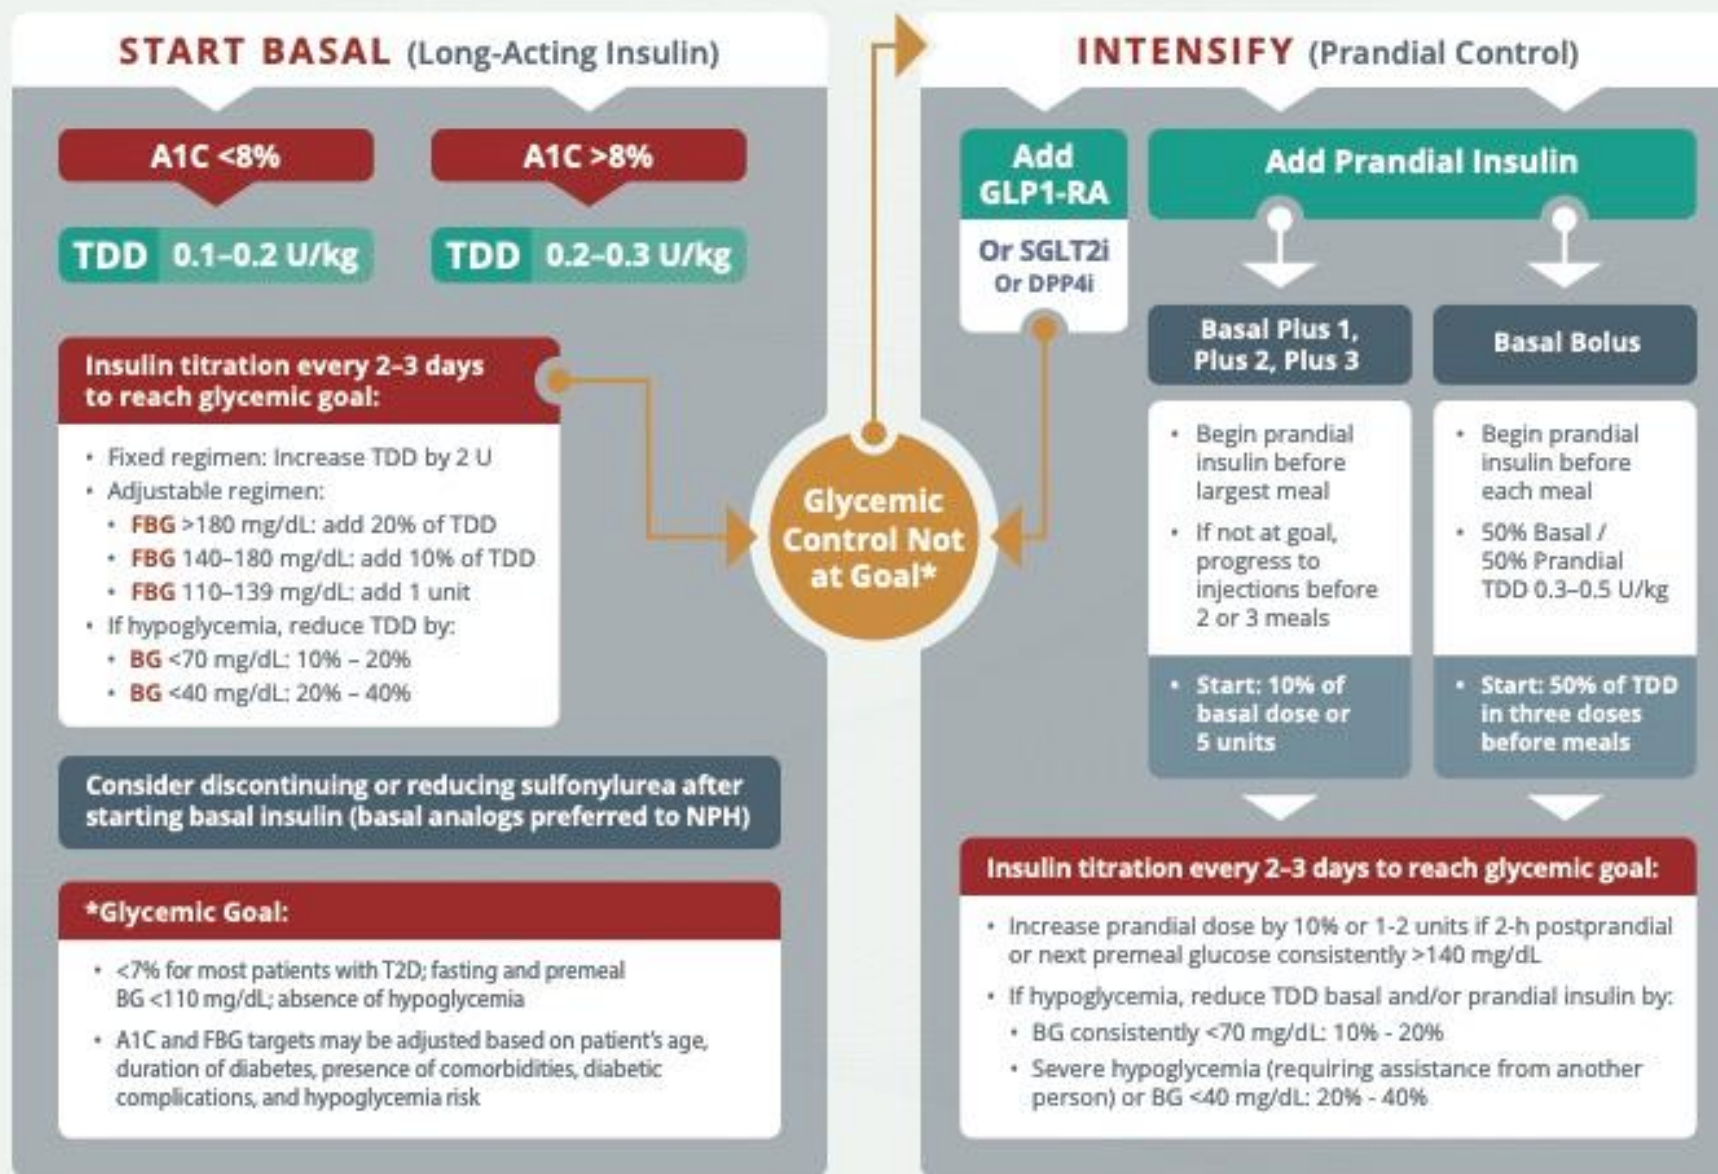 START BASAL (Long-Acting Insulin)
A1C <8%
A1C >8%
TDD 0.1–0.2 U/kg
TDD 0.2–0.3 U/kg
Insulin titration every 2–3 days
to reach glycemic goal:
• Fixed regimen: Increase TDD by 2 U
• Adjustable regimen:
• FBG >180 mg/dL: add 20% of TDD
• FBG 140–180 mg/dL: add 10% of TDD
• FBG 110–139 mg/dL: add 1 unit
• If hypoglycemia, reduce TDD by:
• BG <70 mg/dL: 10% – 20%
• BG <40 mg/dL: 20% – 40%
Consider discontinuing or reducing sulfonylurea after
starting basal insulin (basal analogs preferred to NPH)
*Glycemic Goal:
• <7% for most patients with T2D; fasting and premeal
BG <110 mg/dL; absence of hypoglycemia
• A1C and FBG targets may be adjusted based on patient's age,
duration of diabetes, presence of comorbidities, diabetic
complications, and hypoglycemia risk
Glycemic
Control Not
at Goal*
INTENSIFY (Prandial Control)
Add
GLP1-RA
Or SGLT2i
Or DPP4i
Add Prandial Insulin
Basal Plus 1,
Plus 2, Plus 3
• Begin prandial
insulin before
largest meal
• If not at goal,
progress to
injections before
2 or 3 meals
• Start: 10% of
basal dose or
5 units
Basal Bolus
• Begin prandial
insulin before
each meal
• 50% Basal /
50% Prandial
TDD 0.3–0.5 U/kg
• Start: 50% of TDD
in three doses
before meals
Insulin titration every 2–3 days to reach glycemic goal:
• Increase prandial dose by 10% or 1-2 units if 2-h postprandial
or next premeal glucose consistently >140 mg/dL
• If hypoglycemia, reduce TDD basal and/or prandial insulin by:
• BG consistently <70 mg/dL: 10% - 20%
• Severe hypoglycemia (requiring assistance from another
person) or BG <40 mg/dL: 20% - 40%